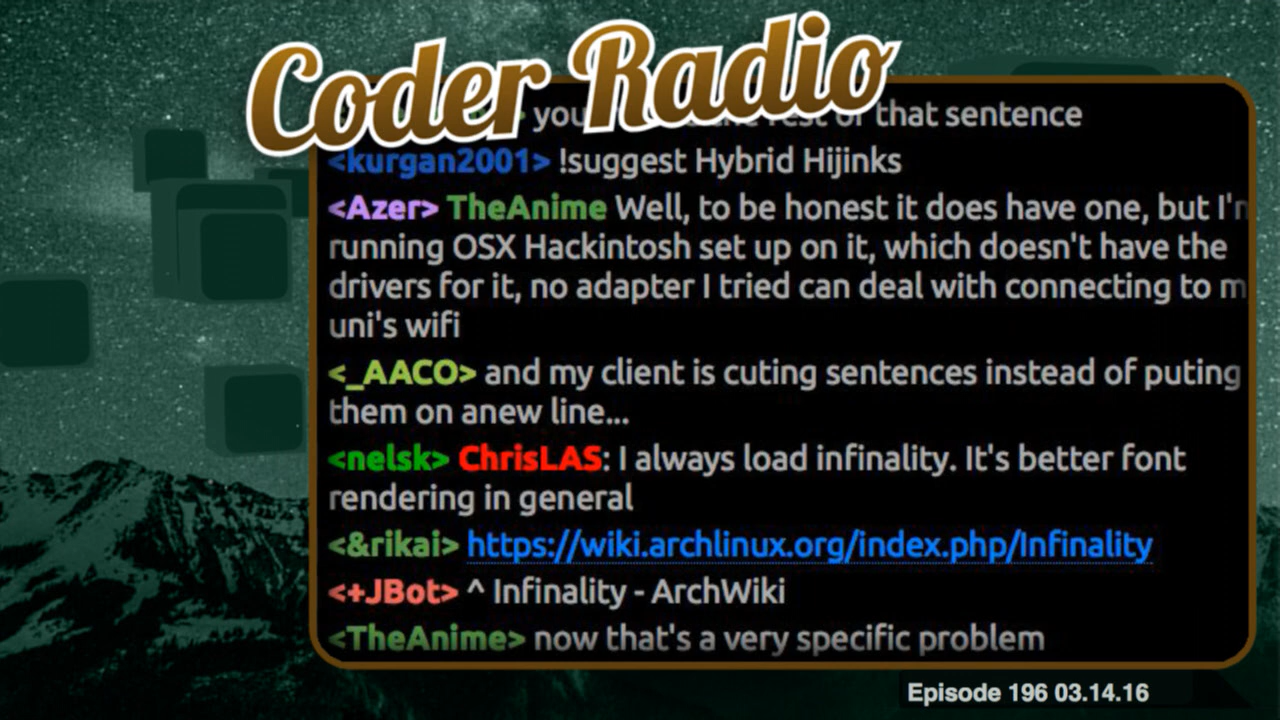 Coder Radio
you rest of that sentence
<kurgan2001> !suggest Hybrid Hijinks
<Azer> TheAnime Well, to be honest it does have one, but I'm
running OSX Hackintosh set up on it, which doesn't have the
drivers for it, no adapter I tried can deal with connecting to m
uni's wifi
<_AACO> and my client is cuting sentences instead of puting
them on anew line...
<nelsk> ChrisLAS: I always load infinality. It's better font
rendering in general
<&rikai> https://wiki.archlinux.org/index.php/Infinality
<+JBot> ^ Infinality - ArchWiki
<TheAnime> now that's a very specific problem
Episode 196 03.14.16